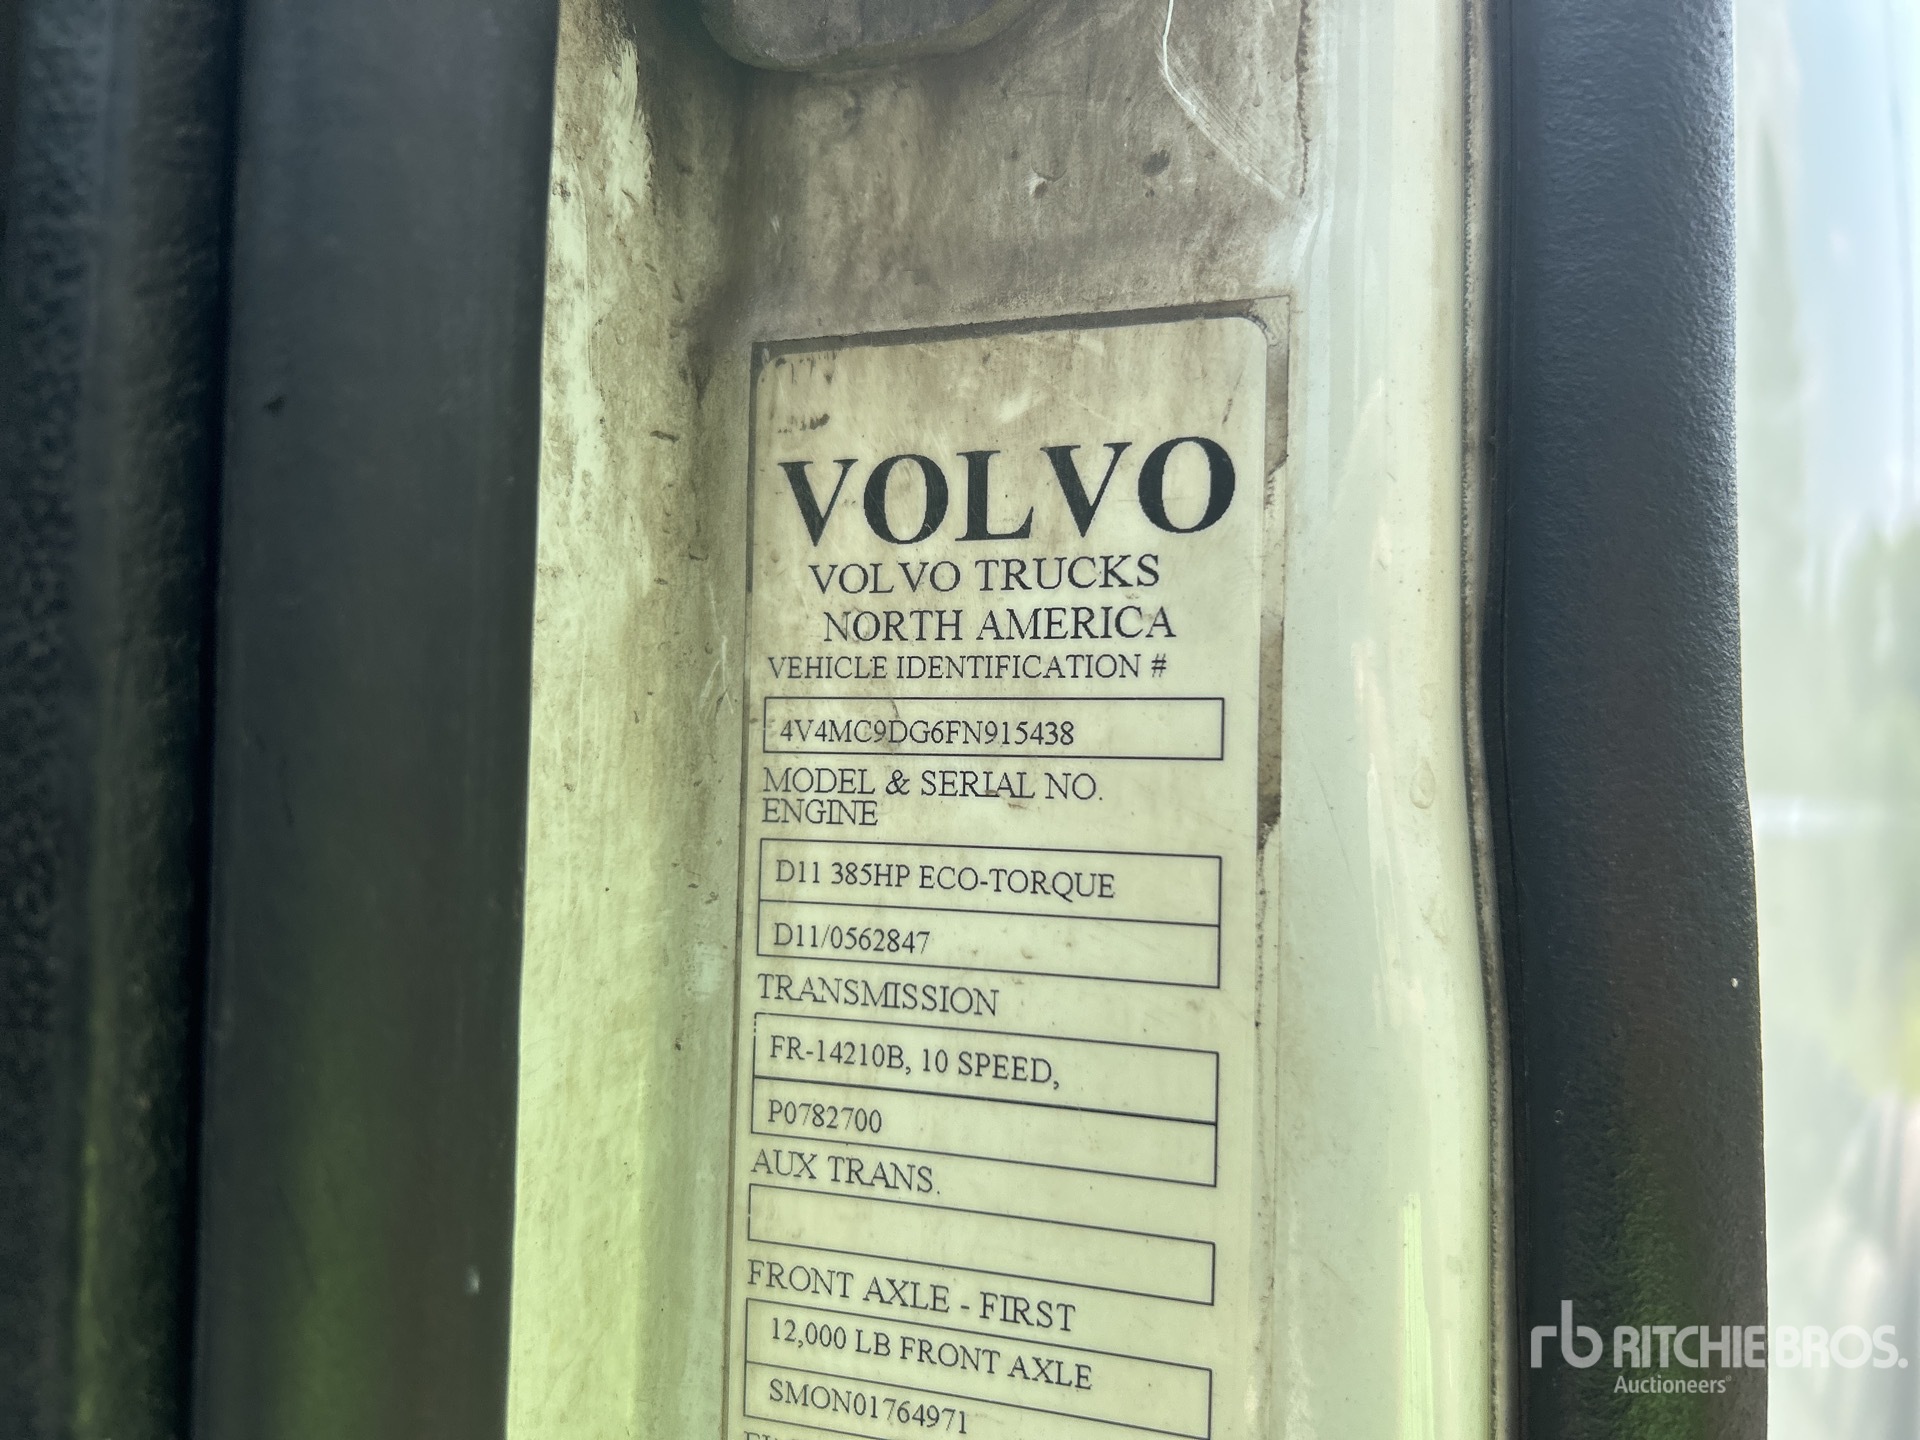 VOLVO
VOLVO TRUCKS
NORTH AMERICA
VEHICLE IDENTIFICATION #
4V4MC9DG6FN915438
MODEL & SERIAL NO.
ENGINE
D11 385HP ECO-TORQUE
D11/0562847
TRANSMISSION
FR-14210B, 10 SPEED,
P0782700
AUX TRANS.
FRONT AXLE - FIRST
12,000 LB FRONT AXLE
SMON01764971
rb RITCHIE BROS.
Auctioneers